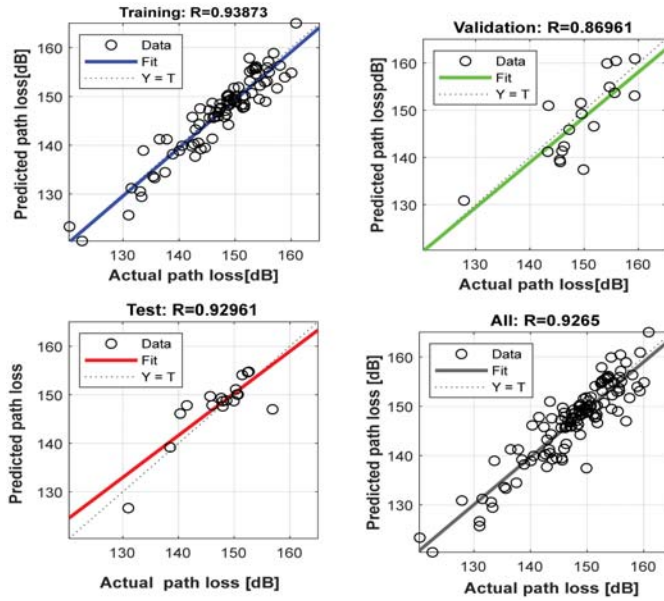 Training: R=0.93873
Predicted path loss[dB]
160
150
140
130
Data
Fit
Y = T
130 140 150 160
Actual path loss[dB]
Validation: R=0.86961
Predicted path losspdB]
160
150
140
130
Data
Fit
Y = T
130 140 150 160
Actual path loss[dB]
Test: R=0.92961
Predicted path loss
160
150
140
130
Data
Fit
Y = T
130 140 150 160
Actual path loss [dB]
All: R=0.9265
Predicted path loss [dB]
160
150
140
130
Data
Fit
Y = T
130 140 150 160
Actual path loss [dB]